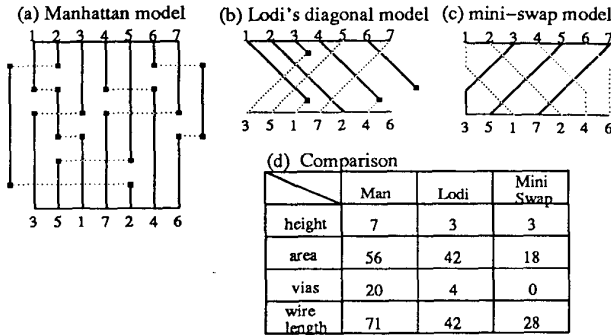 (a) Manhattan model
1 2 3 4 5 6 7
3 5 1 7 2 4 6
(b) Lodi's diagonal model
1 2 3 4 5 6 7
3 5 1 7 2 4 6
(c) mini-swap model
1 2 3 4 5 6 7
3 5 1 7 2 4 6
(d) Comparison
Man Lodi Mini Swap
height 7 3 3
area 56 42 18
vias 20 4 0
wire length 71 42 28